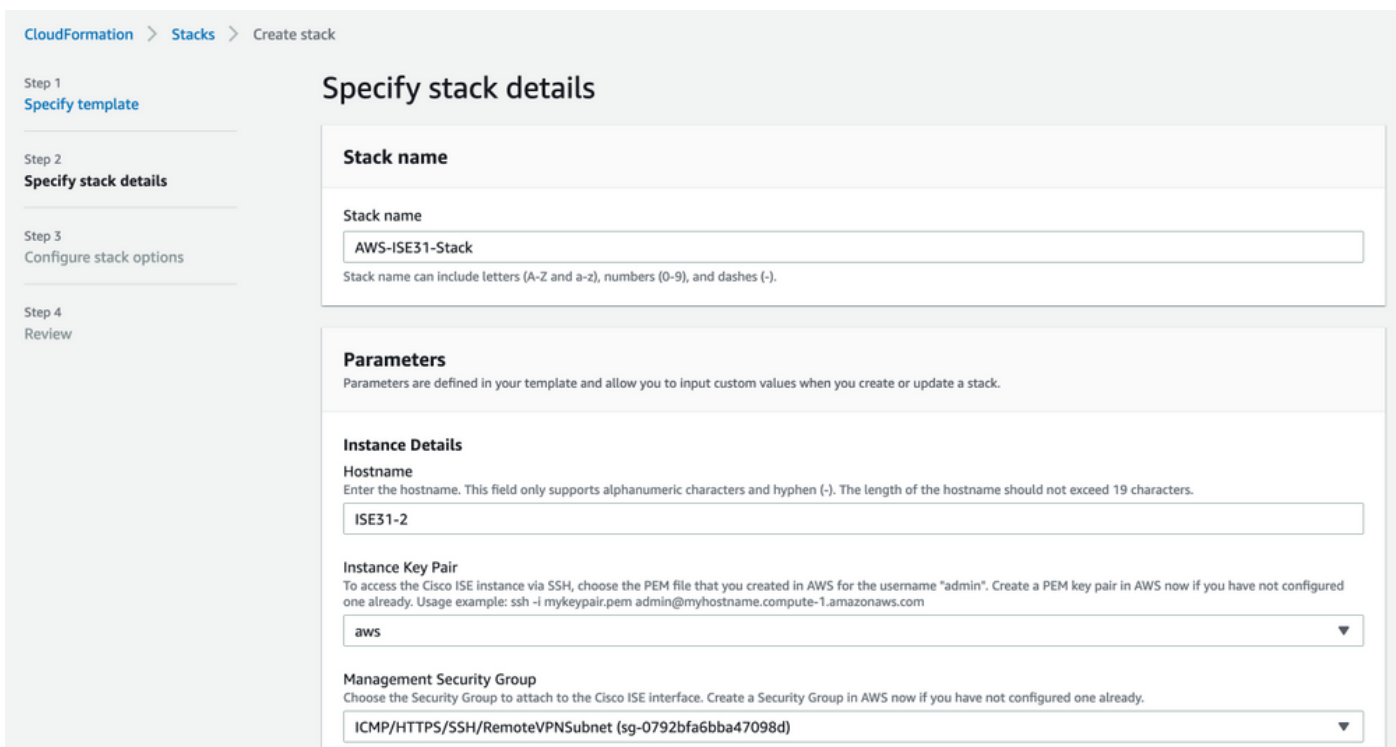 CloudFormation > Stacks > Create stack
Step 1
Specify template
Step 2
Specify stack details
Step 3
Configure stack options
Step 4
Review
Specify stack details
Stack name
Stack name
AWS-ISE31-Stack
Stack name can include letters (A-Z and a-z), numbers (0-9), and dashes (-).
Parameters
Parameters are defined in your template and allow you to input custom values when you create or update a stack.
Instance Details
Hostname
Enter the hostname. This field only supports alphanumeric characters and hyphen (-). The length of the hostname should not exceed 19 characters.
ISE31-2
Instance Key Pair
To access the Cisco ISE instance via SSH, choose the PEM file that you created in AWS for the username "admin". Create a PEM key pair in AWS now if you have not configured
one already. Usage example: ssh -i mykeypair.pem admin@myhostname.compute-1.amazonaws.com
aws
Management Security Group
Choose the Security Group to attach to the Cisco ISE interface. Create a Security Group in AWS now if you have not configured one already.
ICMP/HTTPS/SSH/RemoteVPNSubnet (sg-0792bfa6bba47098d)